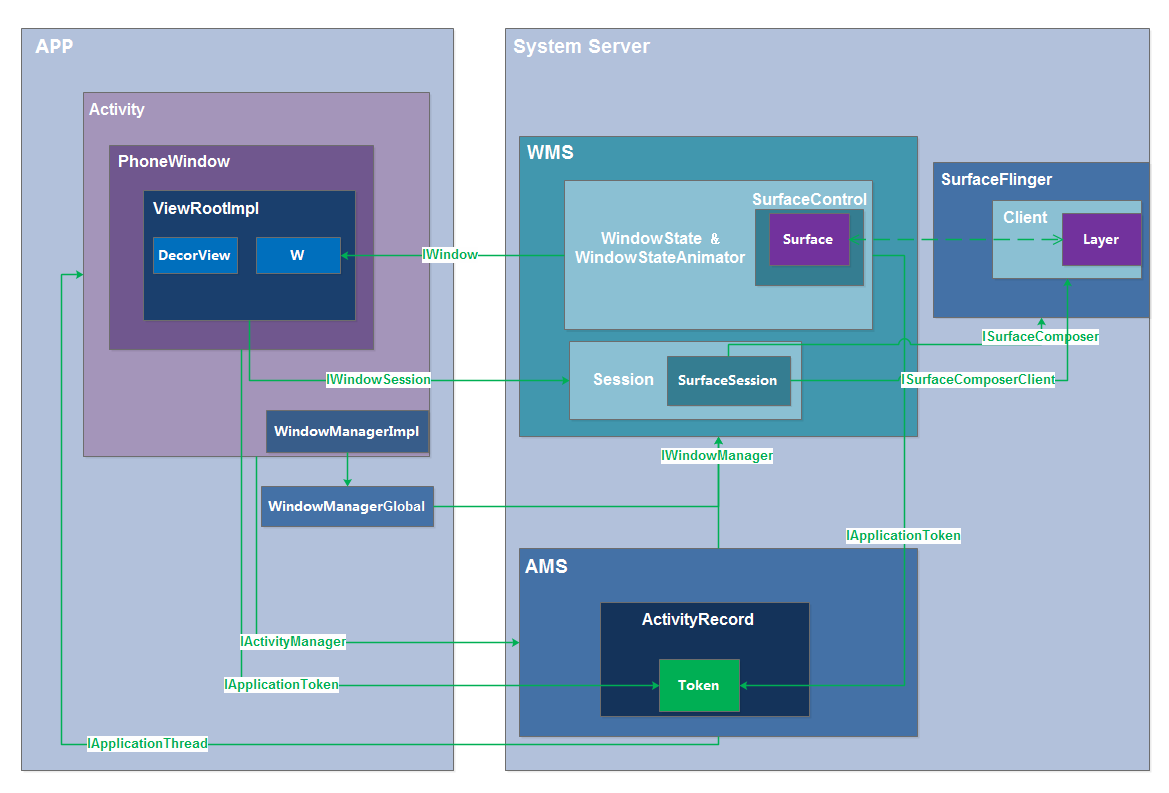 APP
System Server
Activity
PhoneWindow
ViewRootImpl
DecorView
W
IWindow
IWindowSession
WindowManagerImpl
WindowManagerGlobal
WMS
SurfaceControl
WindowState &
WindowStateAnimator
Surface
SurfaceFlinger
Client
Layer
ISurfaceComposer
Session
SurfaceSession
ISurfaceComposerClient
IWindowManager
IApplicationToken
AMS
ActivityRecord
Token
IActivityManager
IApplicationToken
IApplicationThread